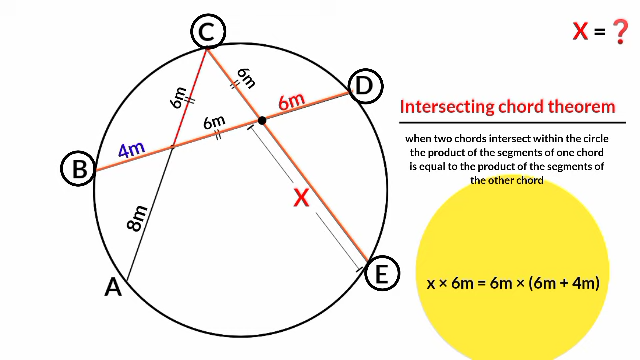 X = ?
C
6m
6m
6m
6m
D
B
4m
X
8m
A
E
Intersecting chord theorem
when two chords intersect within the circle
the product of the segments of one chord
is equal to the product of the segments of
the other chord
x × 6m = 6m × (6m + 4m)